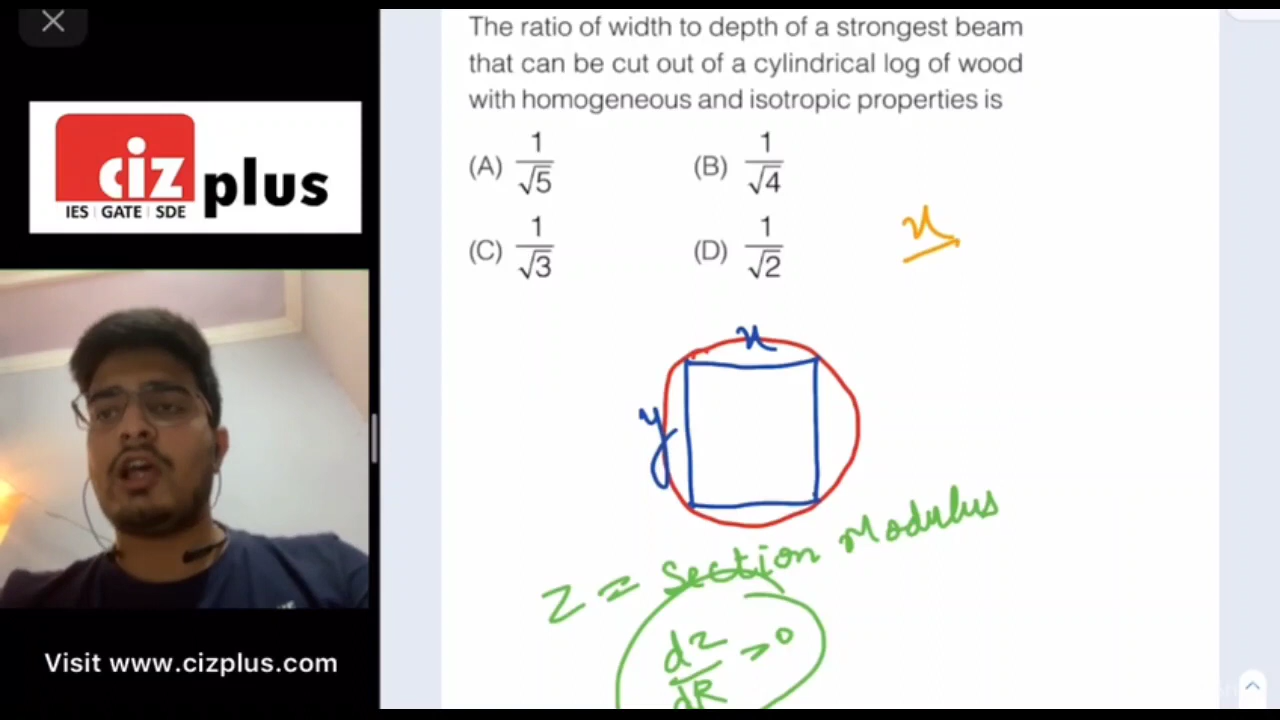 The ratio of width to depth of a strongest beam
that can be cut out of a cylindrical log of wood
with homogeneous and isotropic properties is
(A) 1/√5 (B) 1/√4
(C) 1/√3 (D) 1/√2
x
x
y
Z = Section Modulus
dz/dR = 0
ciz plus
IES | GATE | SDE
Visit www.cizplus.com